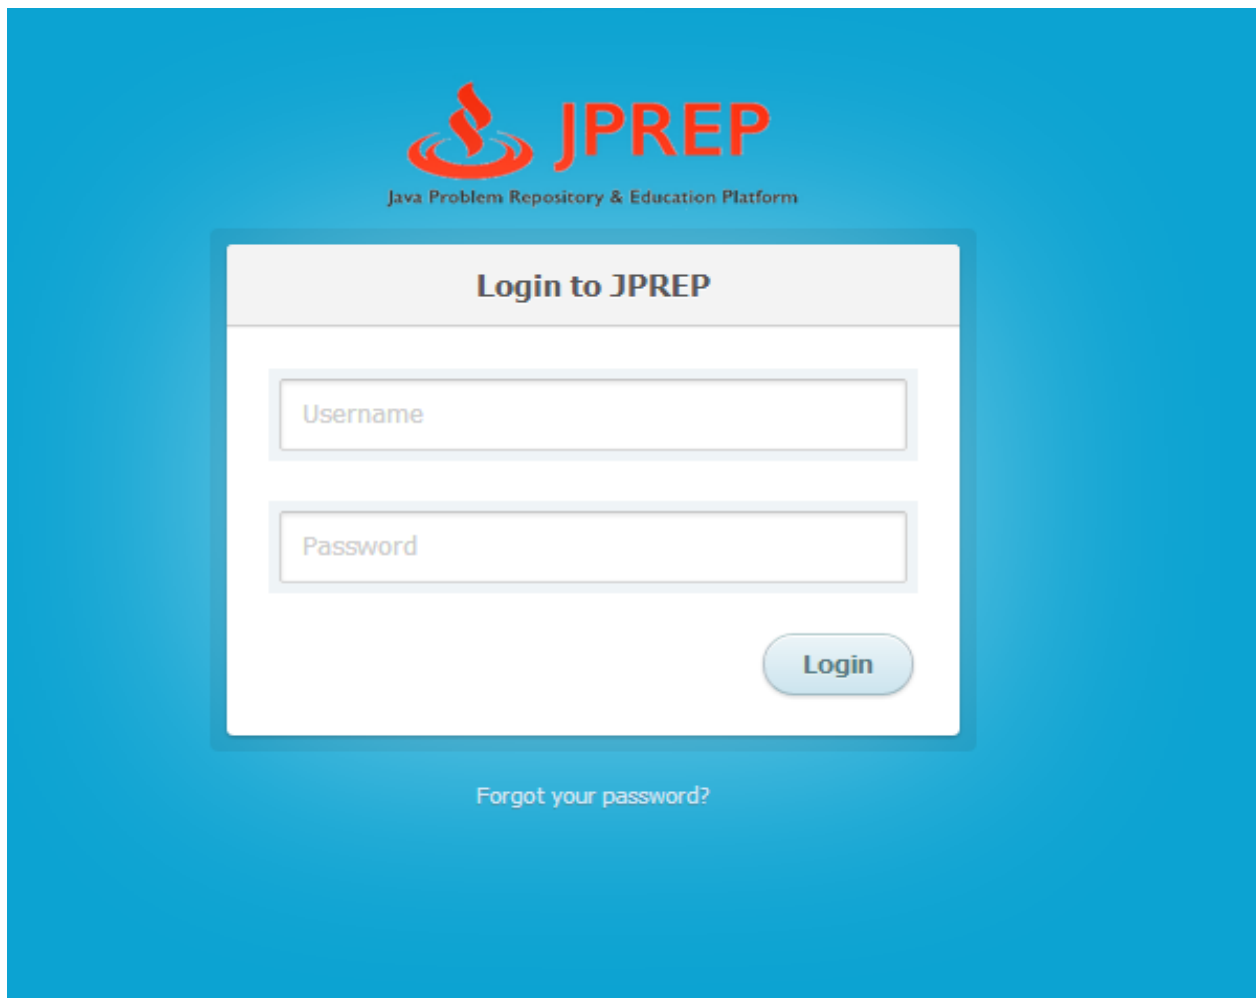 JPREP
Java Problem Repository & Education Platform
Login to JPREP
Username
Password
Login
Forgot your password?